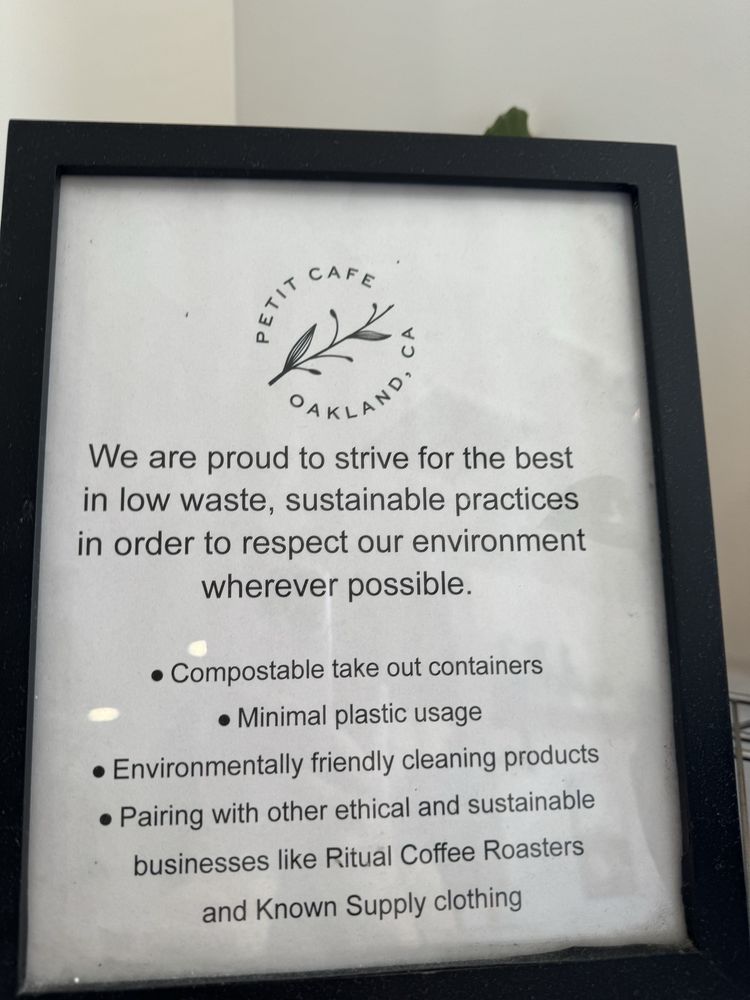 PETIT CAFE
OAKLAND, CA
We are proud to strive for the best
in low waste, sustainable practices
in order to respect our environment
wherever possible.
● Compostable take out containers
● Minimal plastic usage
● Environmentally friendly cleaning products
● Pairing with other ethical and sustainable
businesses like Ritual Coffee Roasters
and Known Supply clothing